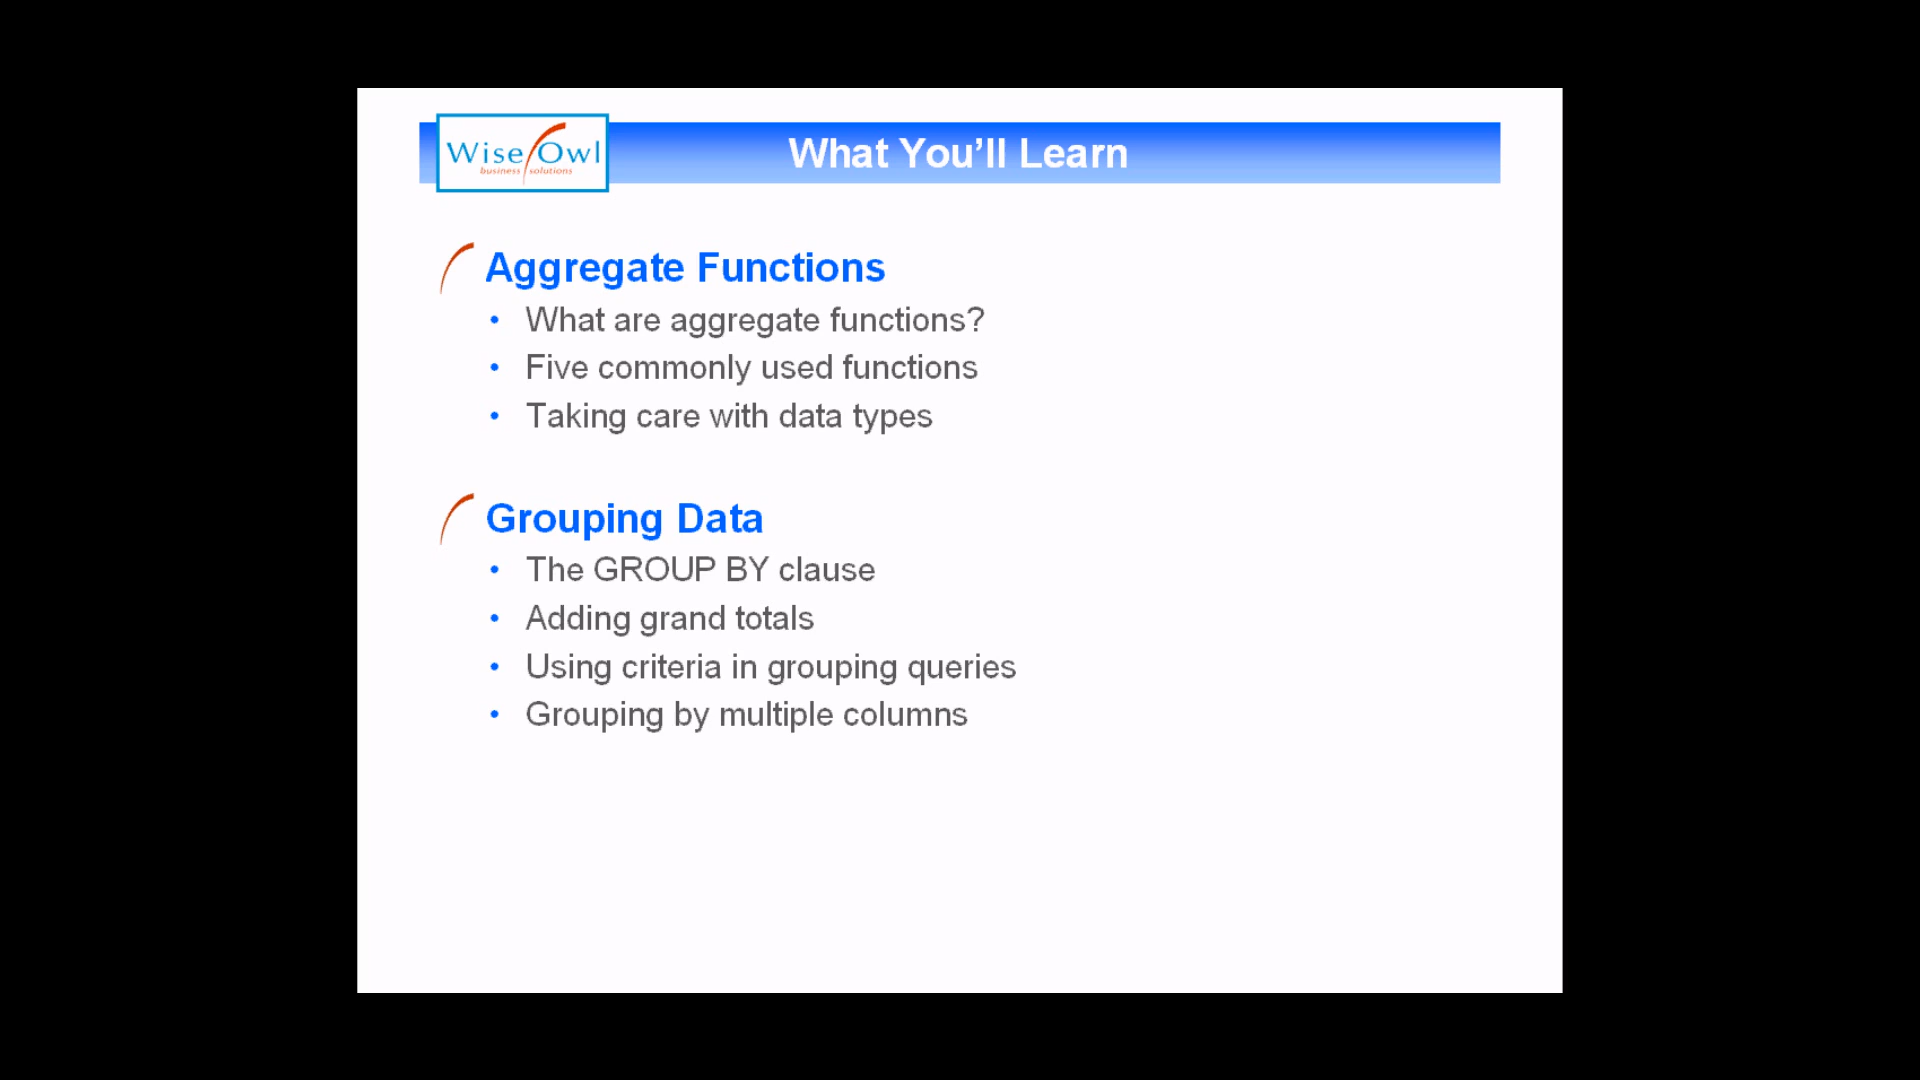 Wise Owl
business solutions
What You'll Learn
Aggregate Functions
• What are aggregate functions?
• Five commonly used functions
• Taking care with data types
Grouping Data
• The GROUP BY clause
• Adding grand totals
• Using criteria in grouping queries
• Grouping by multiple columns